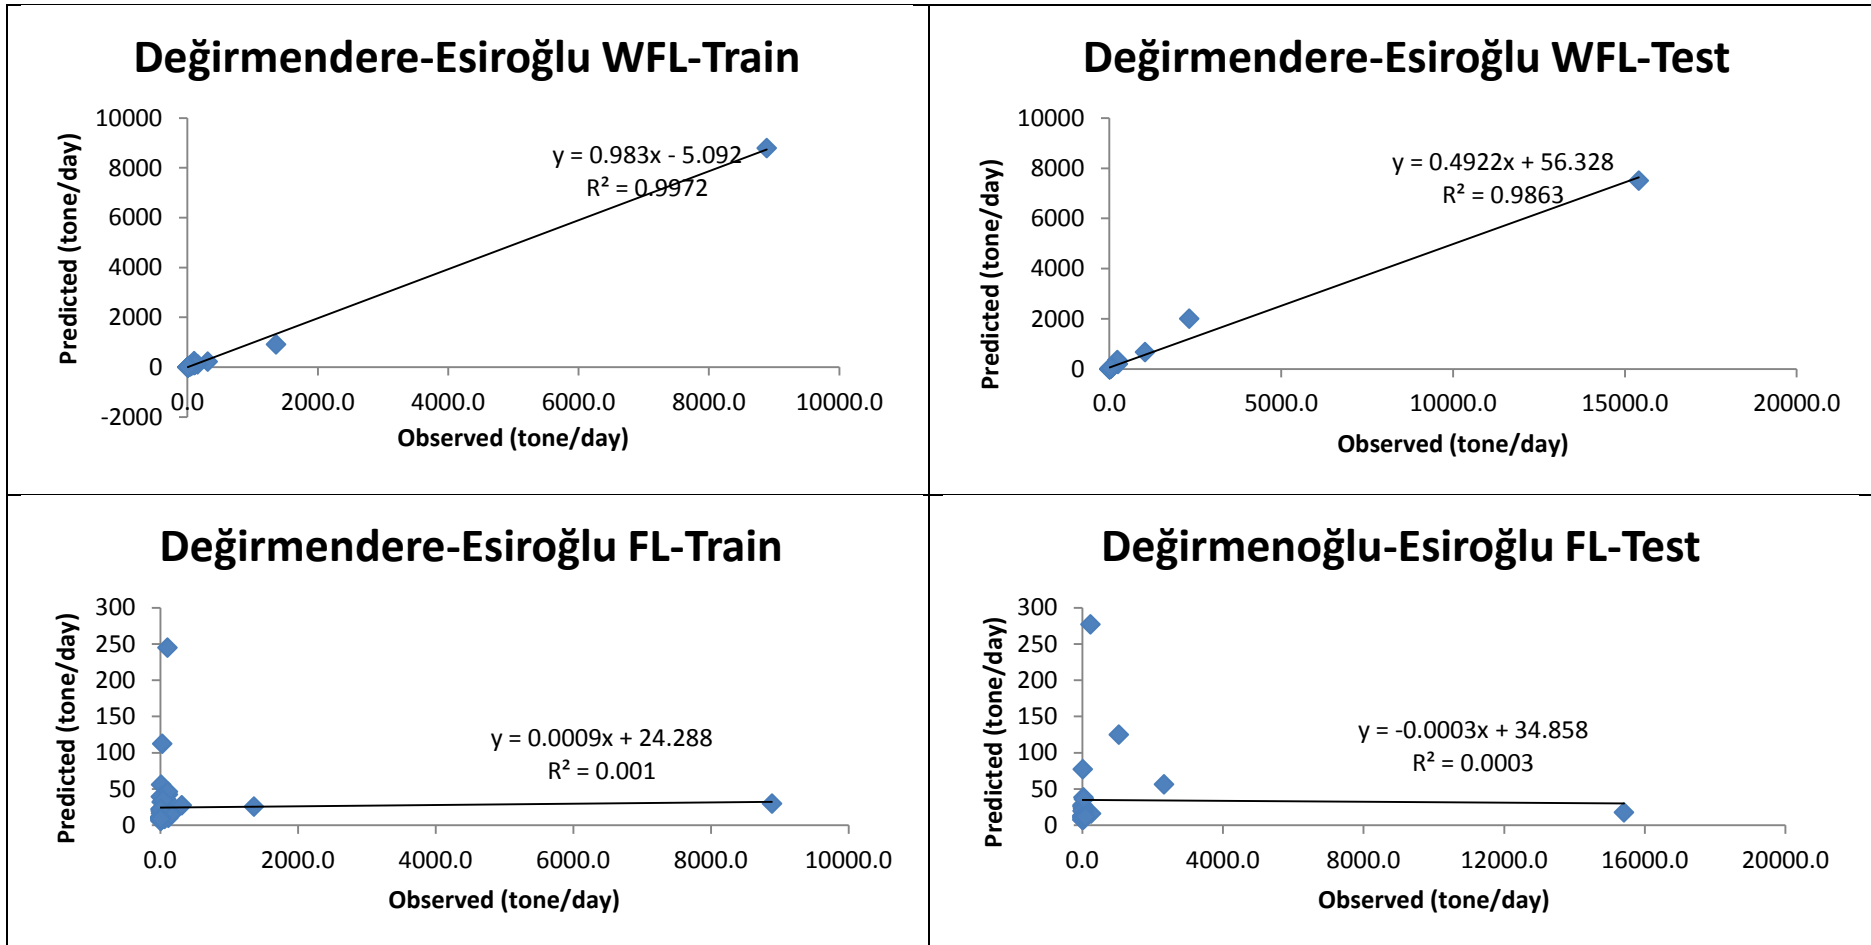 Değirmendere-Esiroğlu WFL-Train
Predicted (tone/day)
10000
8000
6000
4000
2000
0
-2000
y = 0.983x - 5.092
R² = 0.9972
0.0 2000.0 4000.0 6000.0 8000.0 10000.0
Observed (tone/day)
Değirmendere-Esiroğlu WFL-Test
Predicted (tone/day)
10000
8000
6000
4000
2000
0
y = 0.4922x + 56.328
R² = 0.9863
0.0 5000.0 10000.0 15000.0 20000.0
Observed (tone/day)
Değirmendere-Esiroğlu FL-Train
Predicted (tone/day)
300
250
200
150
100
50
0
y = 0.0009x + 24.288
R² = 0.001
0.0 2000.0 4000.0 6000.0 8000.0 10000.0
Observed (tone/day)
Değirmenoğlu-Esiroğlu FL-Test
Predicted (tone/day)
300
250
200
150
100
50
0
y = -0.0003x + 34.858
R² = 0.0003
0.0 4000.0 8000.0 12000.0 16000.0 20000.0
Observed (tone/day)